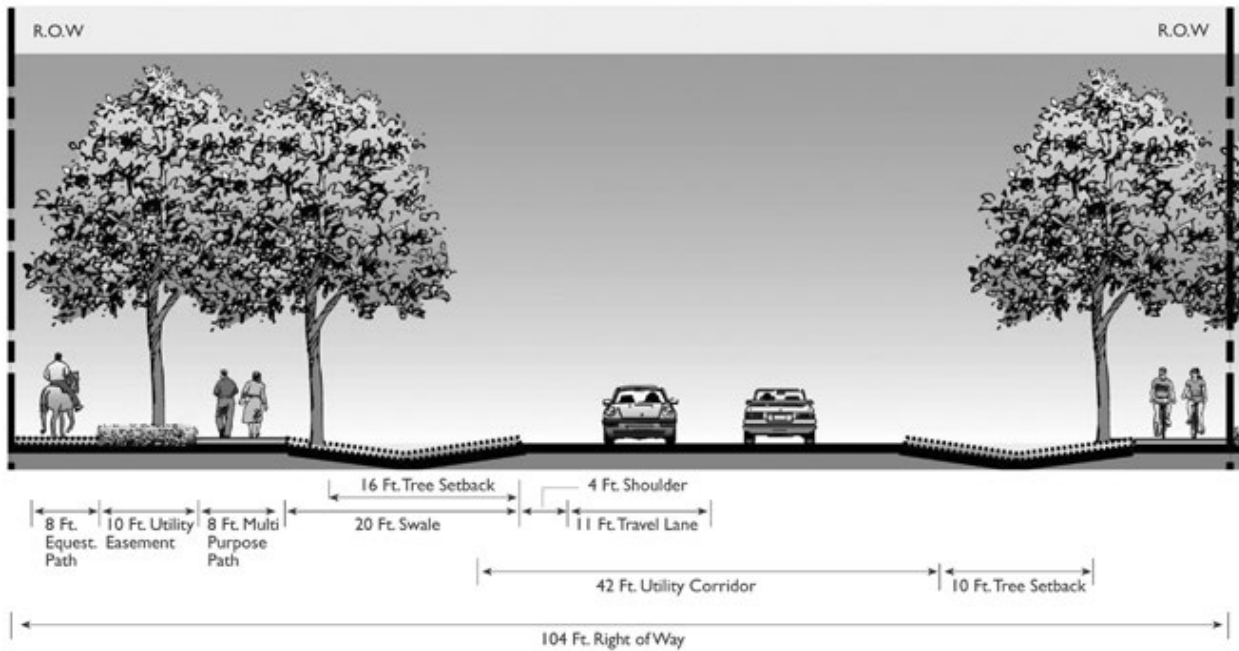 R.O.W
R.O.W
16 Ft. Tree Setback
4 Ft. Shoulder
8 Ft.
Equest.
Path
10 Ft. Utility
Easement
8 Ft. Multi
Purpose
Path
20 Ft. Swale
11 Ft. Travel Lane
42 Ft. Utility Corridor
10 Ft. Tree Setback
104 Ft. Right of Way